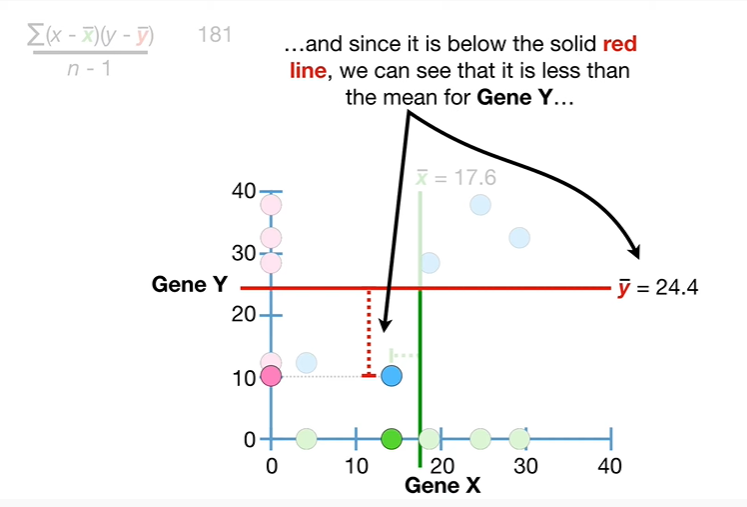 ∑(x - x̄)(y - ȳ)
n - 1
181
...and since it is below the solid red
line, we can see that it is less than
the mean for Gene Y...
x̄ = 17.6
40
30
Gene Y
ȳ = 24.4
20
10
0
0 10 20 30 40
Gene X